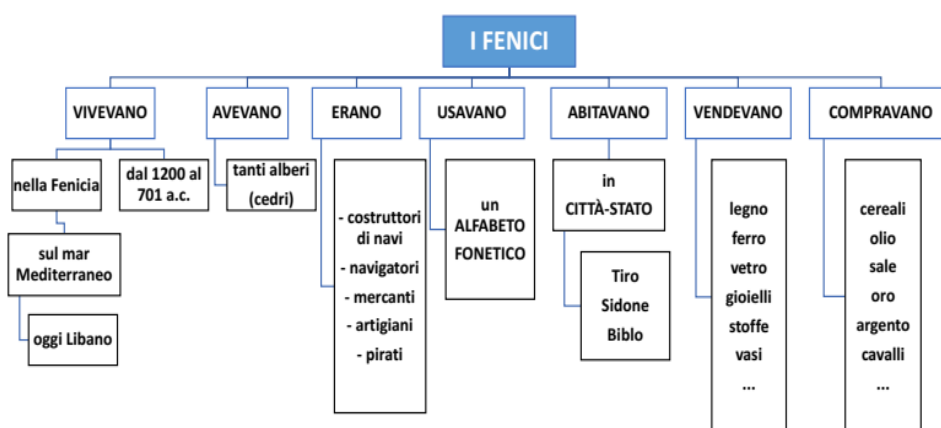 I FENICI
VIVEVANO
AVEVANO
ERANO
USAVANO
ABITAVANO
VENDEVANO
COMPRAVANO
nella Fenicia
dal 1200 al
701 a.c.
sul mar
Mediterraneo
oggi Libano
tanti alberi
(cedri)
- costruttori
di navi
- navigatori
- mercanti
- artigiani
- pirati
un
ALFABETO
FONETICO
in
CITTÀ-STATO
Tiro
Sidone
Biblo
legno
ferro
vetro
gioielli
stoffe
vasi
...
cereali
olio
sale
oro
argento
cavalli
...